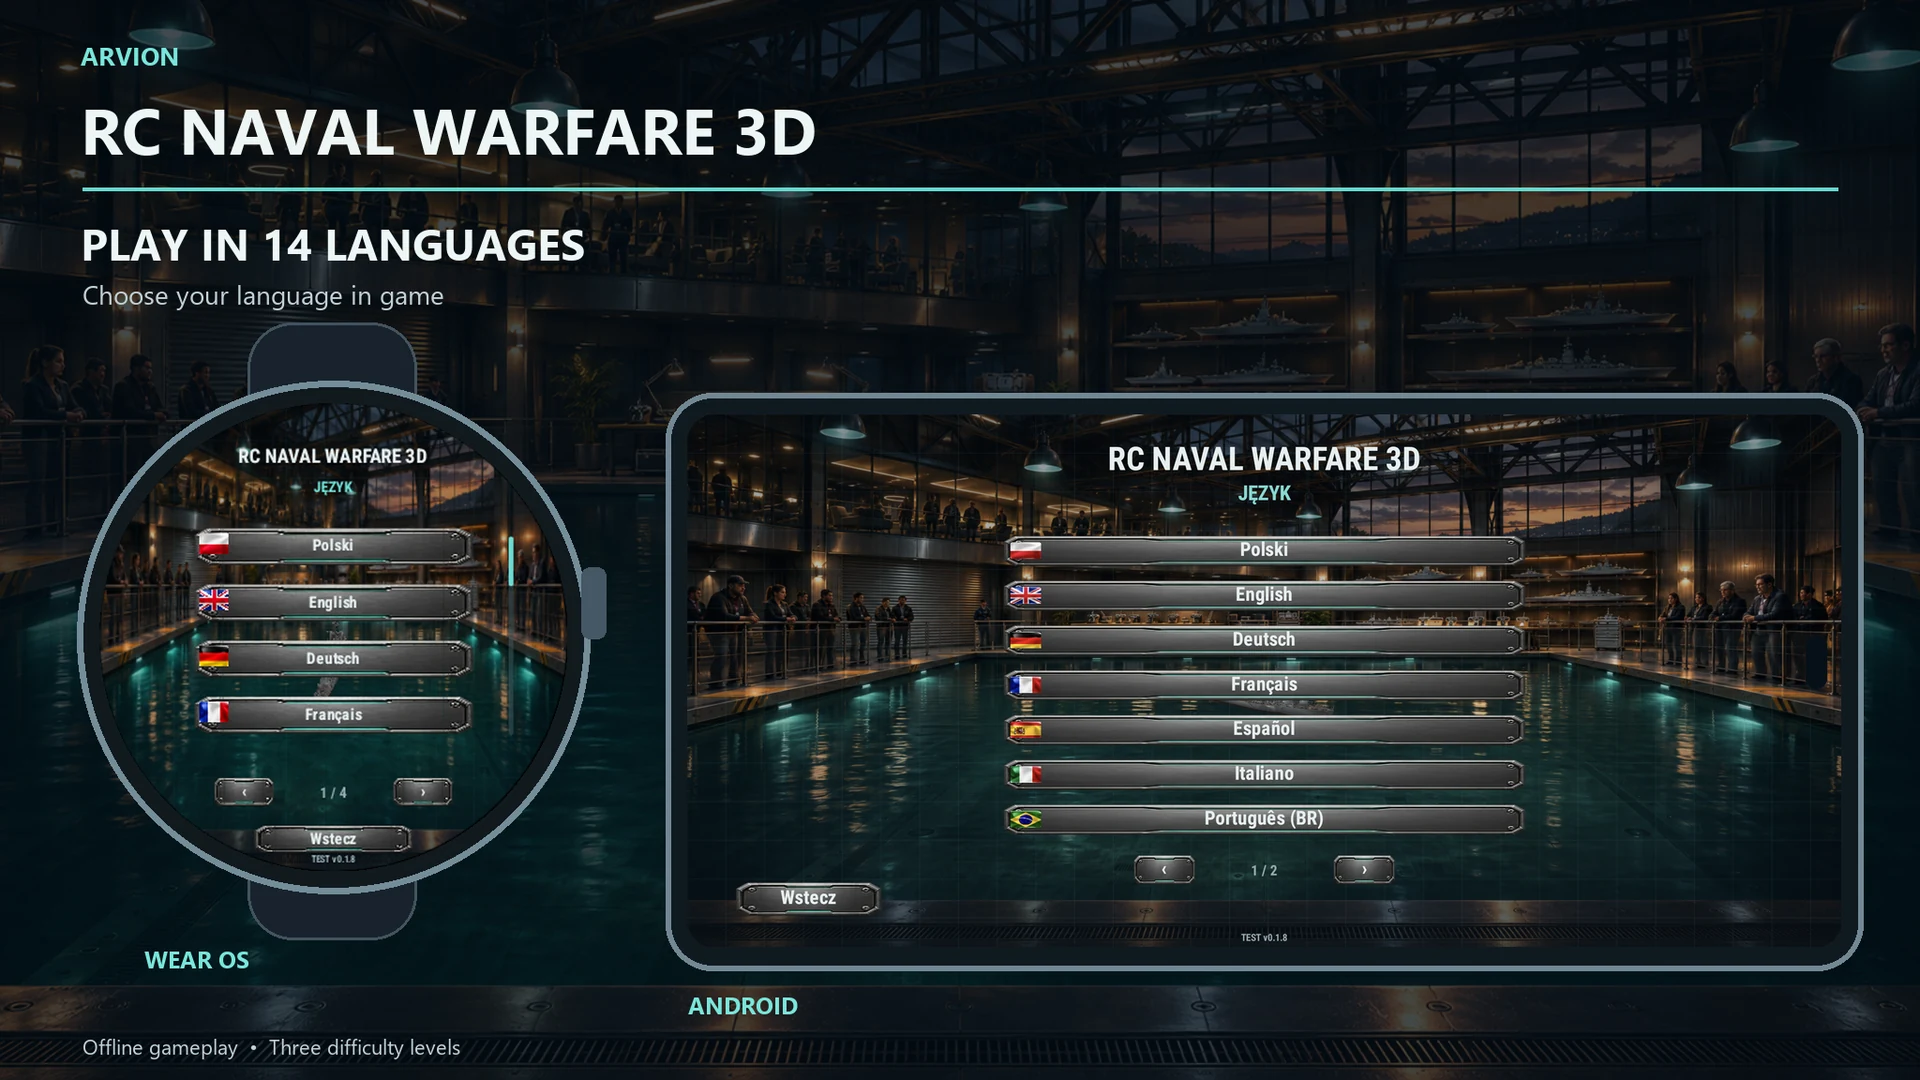 ARVION
RC NAVAL WARFARE 3D
PLAY IN 14 LANGUAGES
Choose your language in game
RC NAVAL WARFARE 3D
JĘZYK
Polski
English
Deutsch
Français
‹ 1 / 4 ›
Wstecz
TEST v0.1.8
WEAR OS
RC NAVAL WARFARE 3D
JĘZYK
Polski
English
Deutsch
Français
Español
Italiano
Português (BR)
‹ 1 / 2 ›
Wstecz
TEST v0.1.8
ANDROID
Offline gameplay • Three difficulty levels